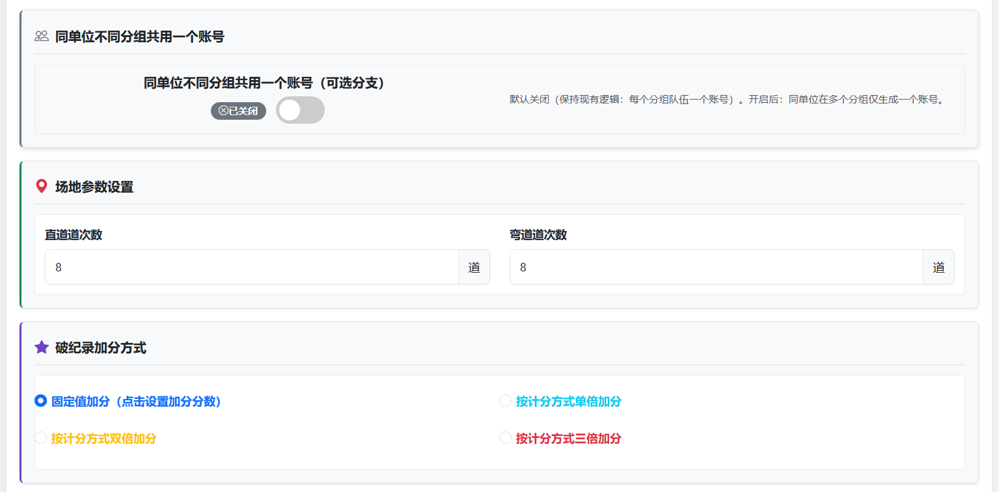 同单位不同分组共用一个账号
同单位不同分组共用一个账号（可选分支）
已关闭
默认关闭（保持现有逻辑：每个分组队伍一个账号）。开启后：同单位在多个分组仅生成一个账号。
场地参数设置
直道道次数
弯道道次数
8 道
8 道
破纪录加分方式
固定值加分（点击设置加分分数）
按计分方式单倍加分
按计分方式双倍加分
按计分方式三倍加分